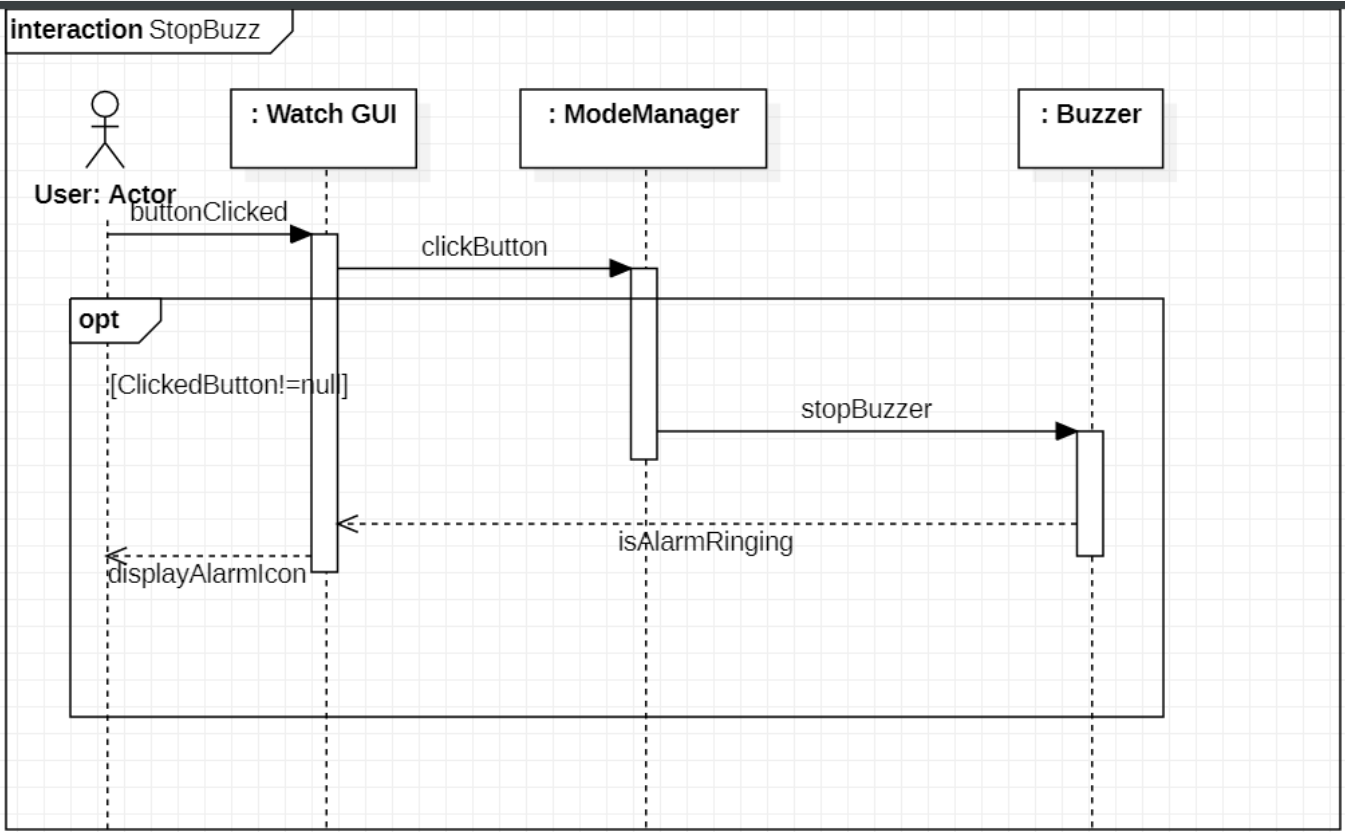 interaction StopBuzz
: Watch GUI
: ModeManager
: Buzzer
User: Actor
buttonClicked
clickButton
opt
[ClickedButton!=null]
stopBuzzer
isAlarmRinging
displayAlarmIcon